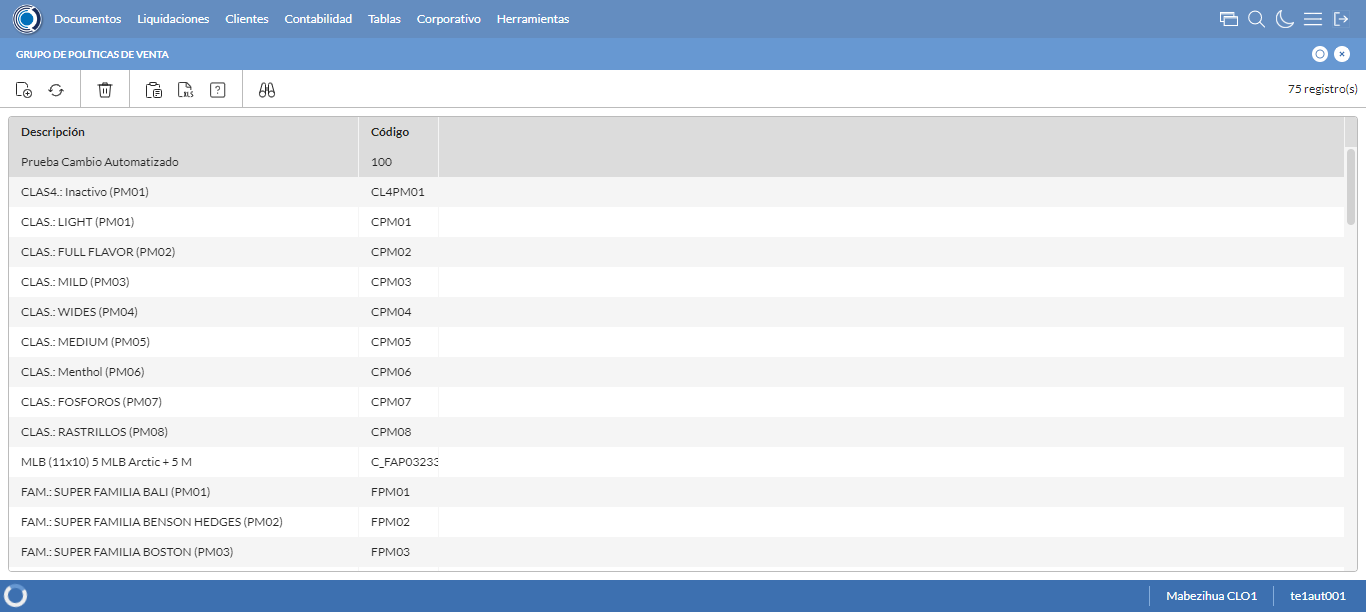 Documentos Liquidaciones Clientes Contabilidad Tablas Corporativo Herramientas
GRUPO DE POLÍTICAS DE VENTA
XLS ? 75 registro(s)
Descripción Código
Prueba Cambio Automatizado 100
CLAS4.: Inactivo (PM01) CL4PM01
CLAS.: LIGHT (PM01) CPM01
CLAS.: FULL FLAVOR (PM02) CPM02
CLAS.: MILD (PM03) CPM03
CLAS.: WIDES (PM04) CPM04
CLAS.: MEDIUM (PM05) CPM05
CLAS.: Menthol (PM06) CPM06
CLAS.: FOSFOROS (PM07) CPM07
CLAS.: RASTRILLOS (PM08) CPM08
MLB (11x10) 5 MLB Arctic + 5 M C_FAP03233
FAM.: SUPER FAMILIA BALI (PM01) FPM01
FAM.: SUPER FAMILIA BENSON HEDGES (PM02) FPM02
FAM.: SUPER FAMILIA BOSTON (PM03) FPM03
Mabezihua CLO1 te1aut001